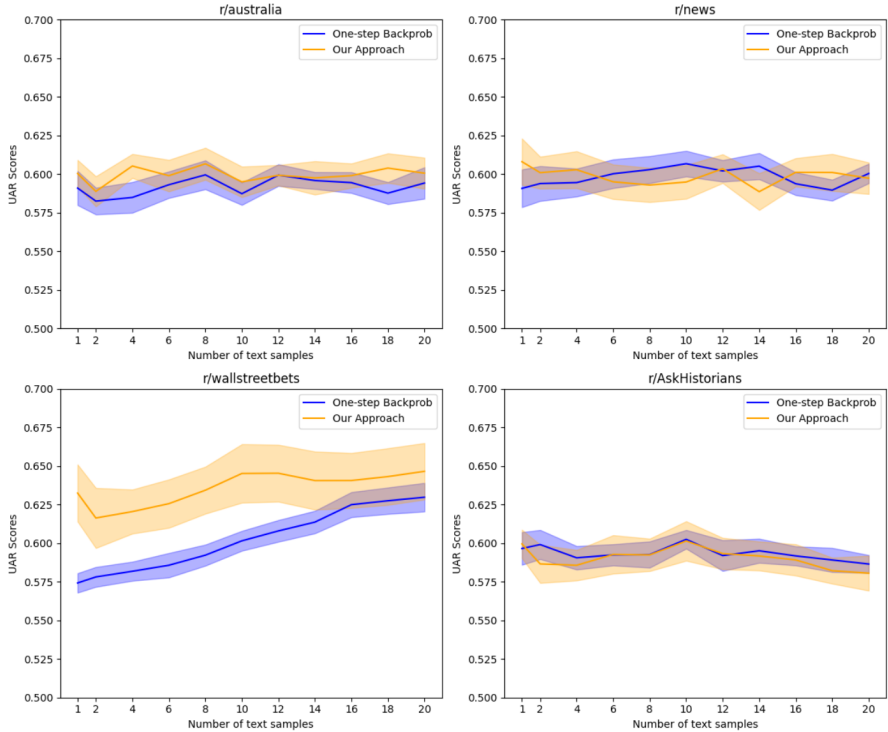 r/australia
0.700
0.675
0.650
0.625
0.600
0.575
0.550
0.525
0.500
UAR Scores
One-step Backprob
Our Approach
1 2 4 6 8 10 12 14 16 18 20
Number of text samples
r/news
0.700
0.675
0.650
0.625
0.600
0.575
0.550
0.525
0.500
UAR Scores
One-step Backprob
Our Approach
1 2 4 6 8 10 12 14 16 18 20
Number of text samples
r/wallstreetbets
0.700
0.675
0.650
0.625
0.600
0.575
0.550
0.525
0.500
UAR Scores
One-step Backprob
Our Approach
1 2 4 6 8 10 12 14 16 18 20
Number of text samples
r/AskHistorians
0.700
0.675
0.650
0.625
0.600
0.575
0.550
0.525
0.500
UAR Scores
One-step Backprob
Our Approach
1 2 4 6 8 10 12 14 16 18 20
Number of text samples